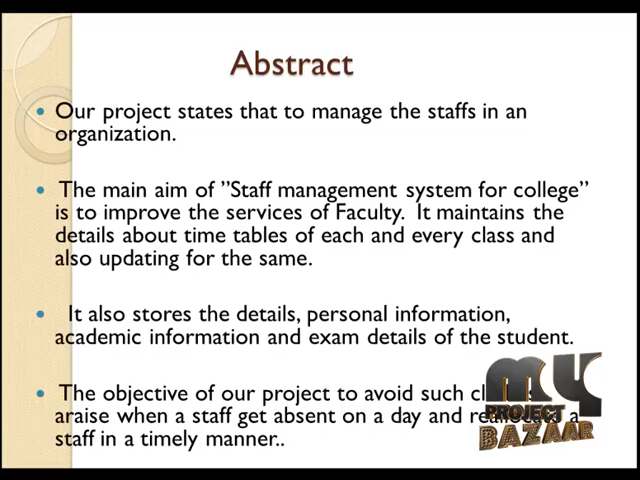 Abstract
Our project states that to manage the staffs in an
organization.
The main aim of ”Staff management system for college”
is to improve the services of Faculty. It maintains the
details about time tables of each and every class and
also updating for the same.
It also stores the details, personal information,
academic information and exam details of the student.
The objective of our project to avoid such
araise when a staff get absent on a day and a
staff in a timely manner..
MY
PROJECT
BAZAAR